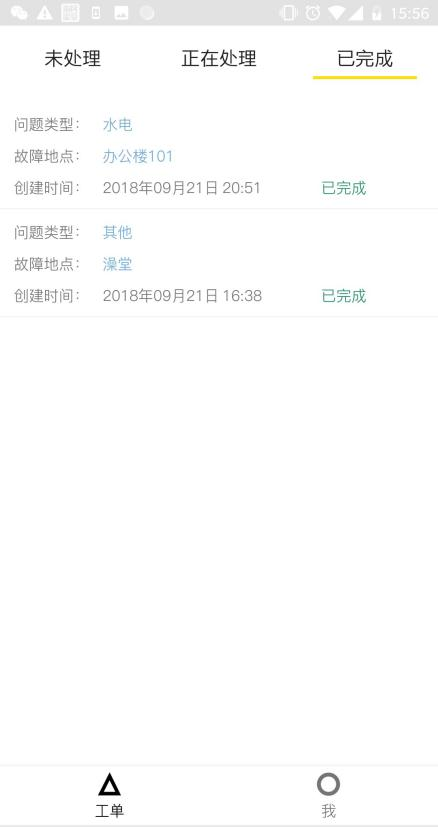 15:56
未处理 正在处理 已完成
问题类型： 水电
故障地点： 办公楼101
创建时间： 2018年09月21日 20:51 已完成
问题类型： 其他
故障地点： 澡堂
创建时间： 2018年09月21日 16:38 已完成
工单 我